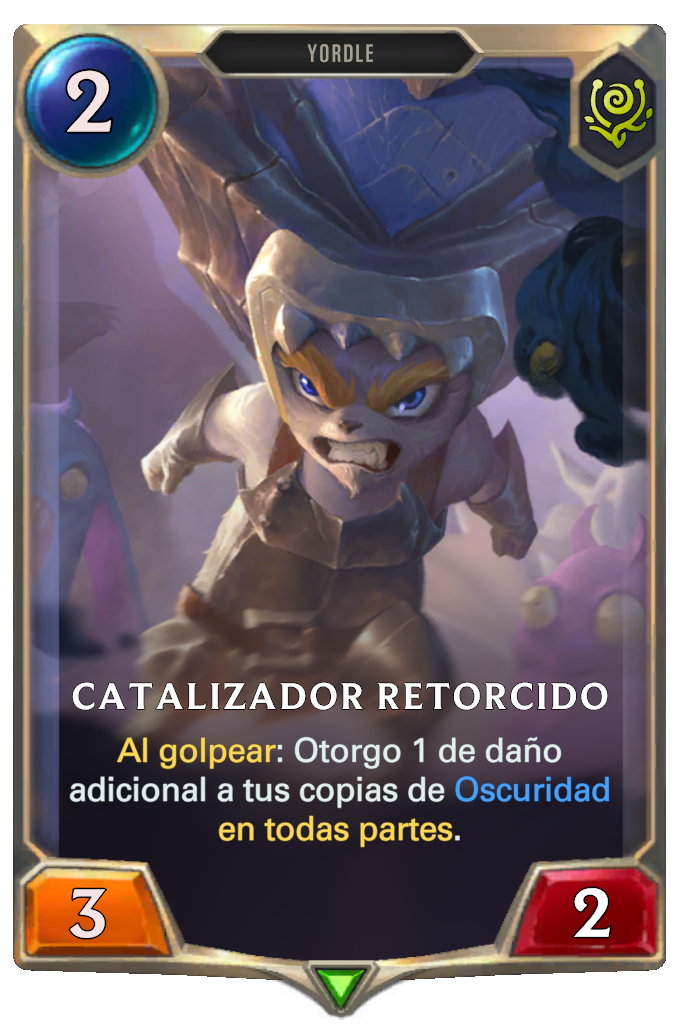 YORDLE
2
CATALIZADOR RETORCIDO
Al golpear: Otorgo 1 de daño
adicional a tus copias de Oscuridad
en todas partes.
3
2